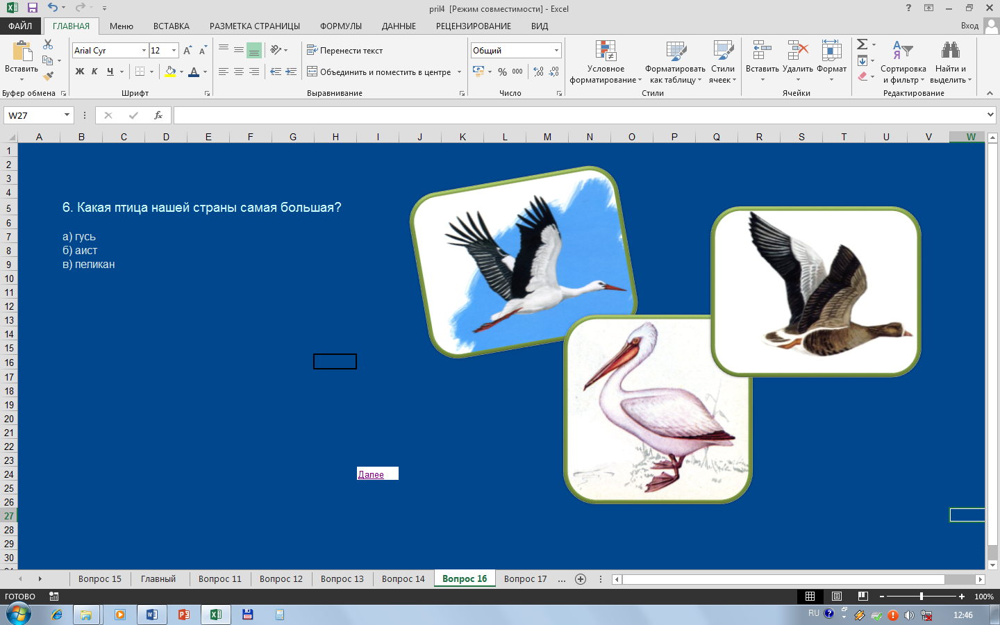 pril4 [Режим совместимости] - Excel
?
ФАЙЛ ГЛАВНАЯ Меню ВСТАВКА РАЗМЕТКА СТРАНИЦЫ ФОРМУЛЫ ДАННЫЕ РЕЦЕНЗИРОВАНИЕ ВИД Вход
Вставить
Буфер обмена
Arial Cyr 12
Ж К Ч
Шрифт
Перенести текст
Объединить и поместить в центре
Выравнивание
Общий
% 000
Число
Условное форматирование
Форматировать как таблицу
Стили ячеек
Стили
Вставить Удалить Формат
Ячейки
Сортировка и фильтр
Найти и выделить
Редактирование
W27
fx
A B C D E F G H I J K L M N O P Q R S T U V W
1
2
3
4
5
6
7
8
9
10
11
12
13
14
15
16
17
18
19
20
21
22
23
24
25
26
27
28
29
30
6. Какая птица нашей страны самая большая?
а) гусь
б) аист
в) пеликан
Далее
Вопрос 15 Главный Вопрос 11 Вопрос 12 Вопрос 13 Вопрос 14 Вопрос 16 Вопрос 17 ...
ГОТОВО
100%
RU
12:46